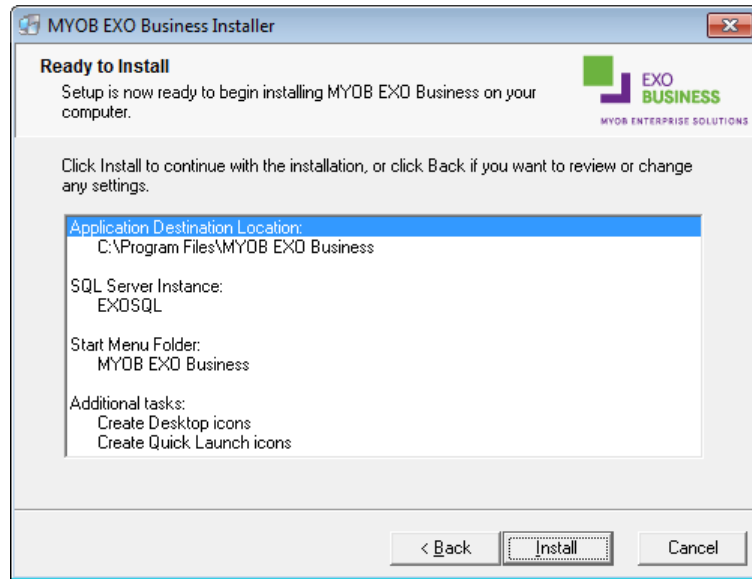 MYOB EXO Business Installer
Ready to Install
Setup is now ready to begin installing MYOB EXO Business on your
computer.
EXO
BUSINESS
MYOB ENTERPRISE SOLUTIONS
Click Install to continue with the installation, or click Back if you want to review or change
any settings.
Application Destination Location:
C:\Program Files\MYOB EXO Business
SQL Server Instance:
EXOSQL
Start Menu Folder:
MYOB EXO Business
Additional tasks:
Create Desktop icons
Create Quick Launch icons
< Back
Install
Cancel